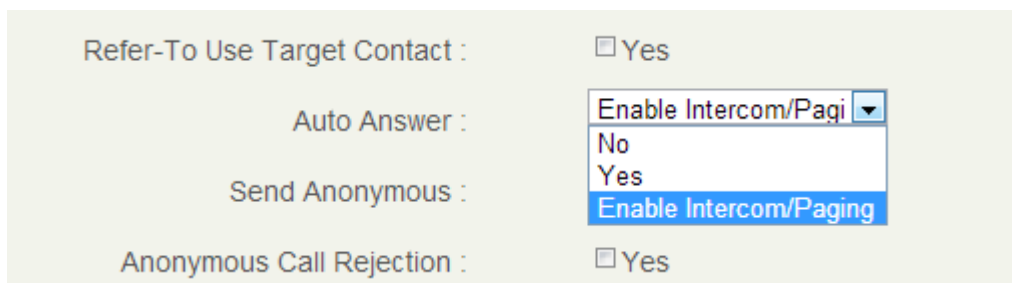 Refer-To Use Target Contact : Yes
Auto Answer : Enable Intercom/Pagi
No
Yes
Send Anonymous :
Enable Intercom/Paging
Anonymous Call Rejection : Yes